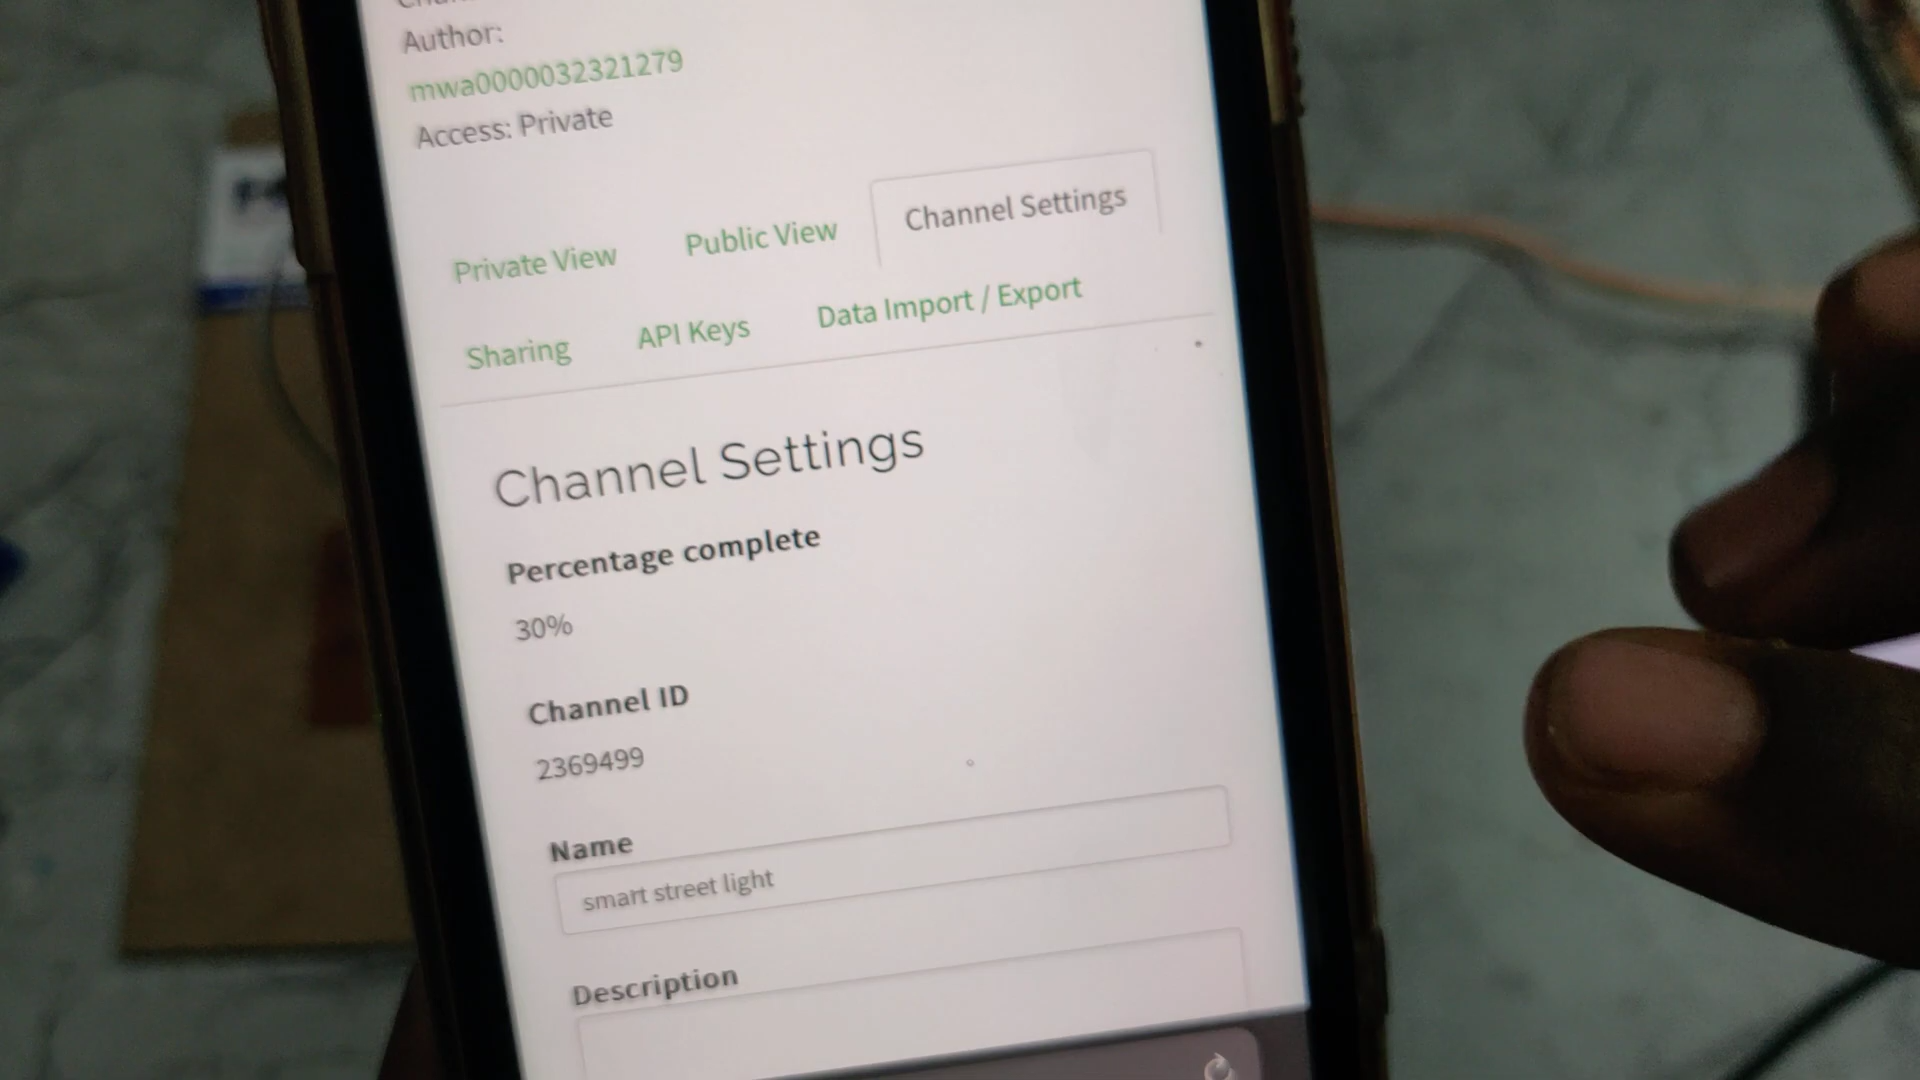 Author:
mwa0000032321279
Access: Private
Private View Public View Channel Settings
Sharing API Keys Data Import / Export
Channel Settings
Percentage complete
30%
Channel ID
2369499
Name
smart street light
Description